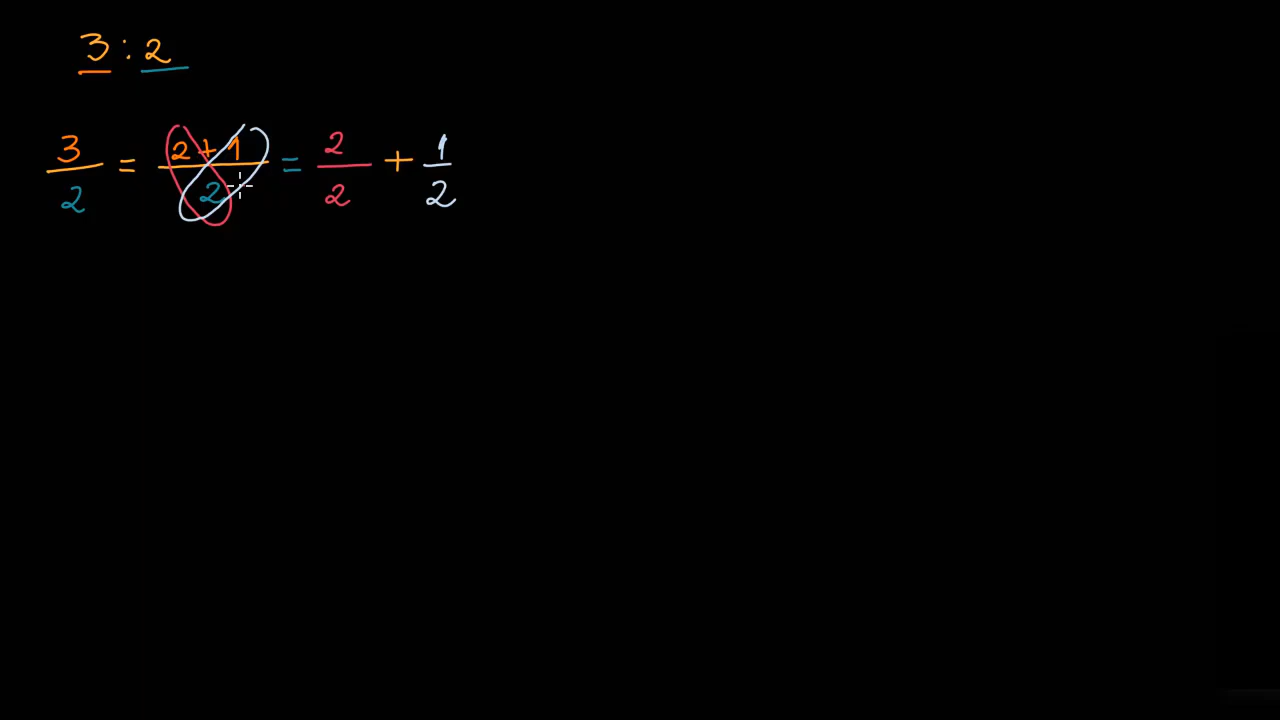 3 : 2
3/2 = (2+1)/2 = 2/2 + 1/2